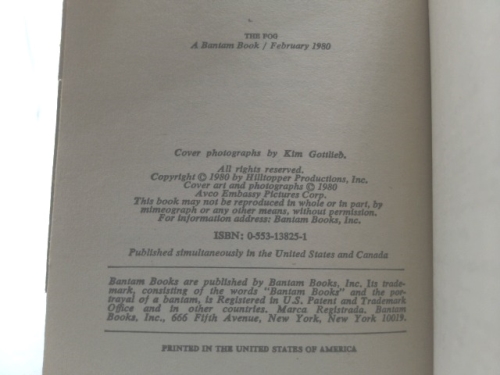 THE FOG
A Bantam Book / February 1980
Cover photographs by Kim Gottlieb.
All rights reserved.
Copyright © 1980 by Hilltopper Productions, Inc.
Cover art and photographs © 1980
Avco Embassy Pictures Corp.
This book may not be reproduced in whole or in part, by
mimeograph or any other means, without permission.
For information address: Bantam Books, Inc.
ISBN: 0-553-13825-1
Published simultaneously in the United States and Canada
Bantam Books are published by Bantam Books, Inc. Its trade-
mark, consisting of the words "Bantam Books" and the por-
trayal of a bantam, is Registered in U.S. Patent and Trademark
Office and in other countries. Marca Registrada. Bantam
Books, Inc., 666 Fifth Avenue, New York, New York 10019.
PRINTED IN THE UNITED STATES OF AMERICA